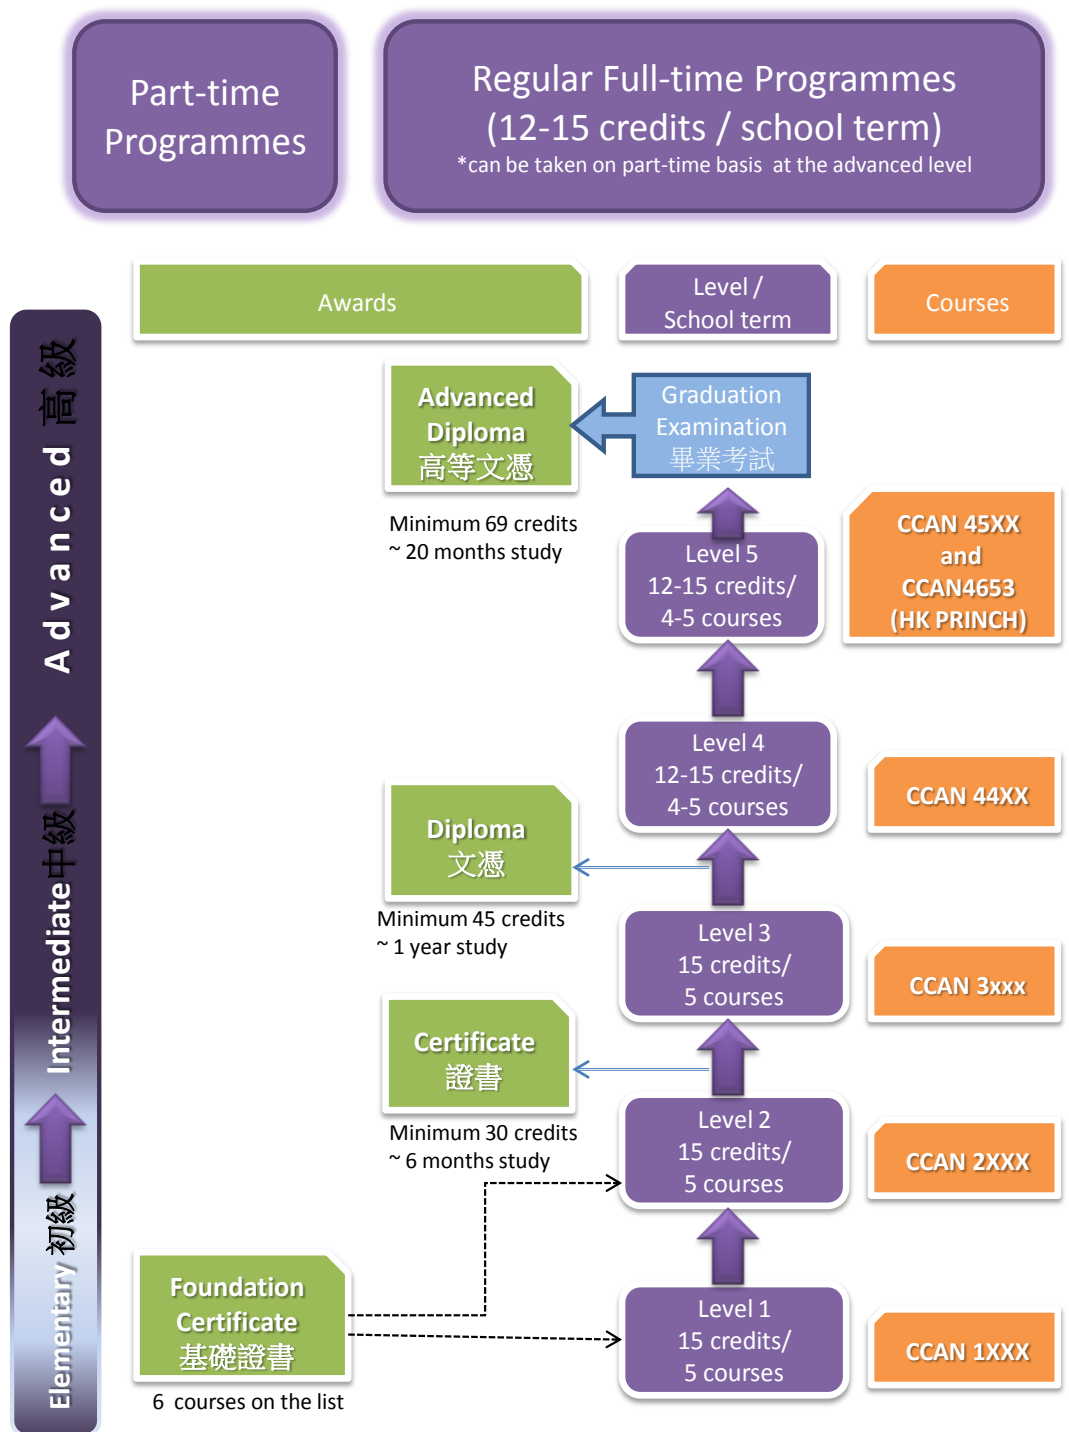 Part-time
Programmes
Regular Full-time Programmes
(12-15 credits / school term)
*can be taken on part-time basis at the advanced level
Awards
Level /
School term
Courses
Advanced 高級
Intermediate中級
Elementary 初級
Advanced
Diploma
高等文憑
Minimum 69 credits
~ 20 months study
Graduation
Examination
畢業考試
Level 5
12-15 credits/
4-5 courses
CCAN 45XX
and
CCAN4653
(HK PRINCH)
Level 4
12-15 credits/
4-5 courses
CCAN 44XX
Diploma
文憑
Minimum 45 credits
~ 1 year study
Level 3
15 credits/
5 courses
CCAN 3xxx
Certificate
證書
Minimum 30 credits
~ 6 months study
Level 2
15 credits/
5 courses
CCAN 2XXX
Foundation
Certificate
基礎證書
6 courses on the list
Level 1
15 credits/
5 courses
CCAN 1XXX